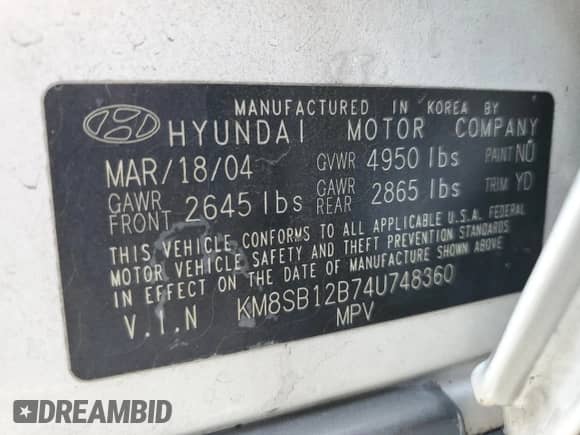 MANUFACTURED IN KOREA BY
HYUNDAI MOTOR COMPANY
MAR/18/04 GVWR 4950 lbs PAINT NU
GAWR FRONT 2645 lbs GAWR REAR 2865 lbs TRIM YD
THIS VEHICLE CONFORMS TO ALL APPLICABLE U.S.A. FEDERAL
MOTOR VEHICLE SAFETY AND THEFT PREVENTION STANDARDS
IN EFFECT ON THE DATE OF MANUFACTURE SHOWN ABOVE
V.I.N KM8SB12B74U748360
MPV
DREAMBID